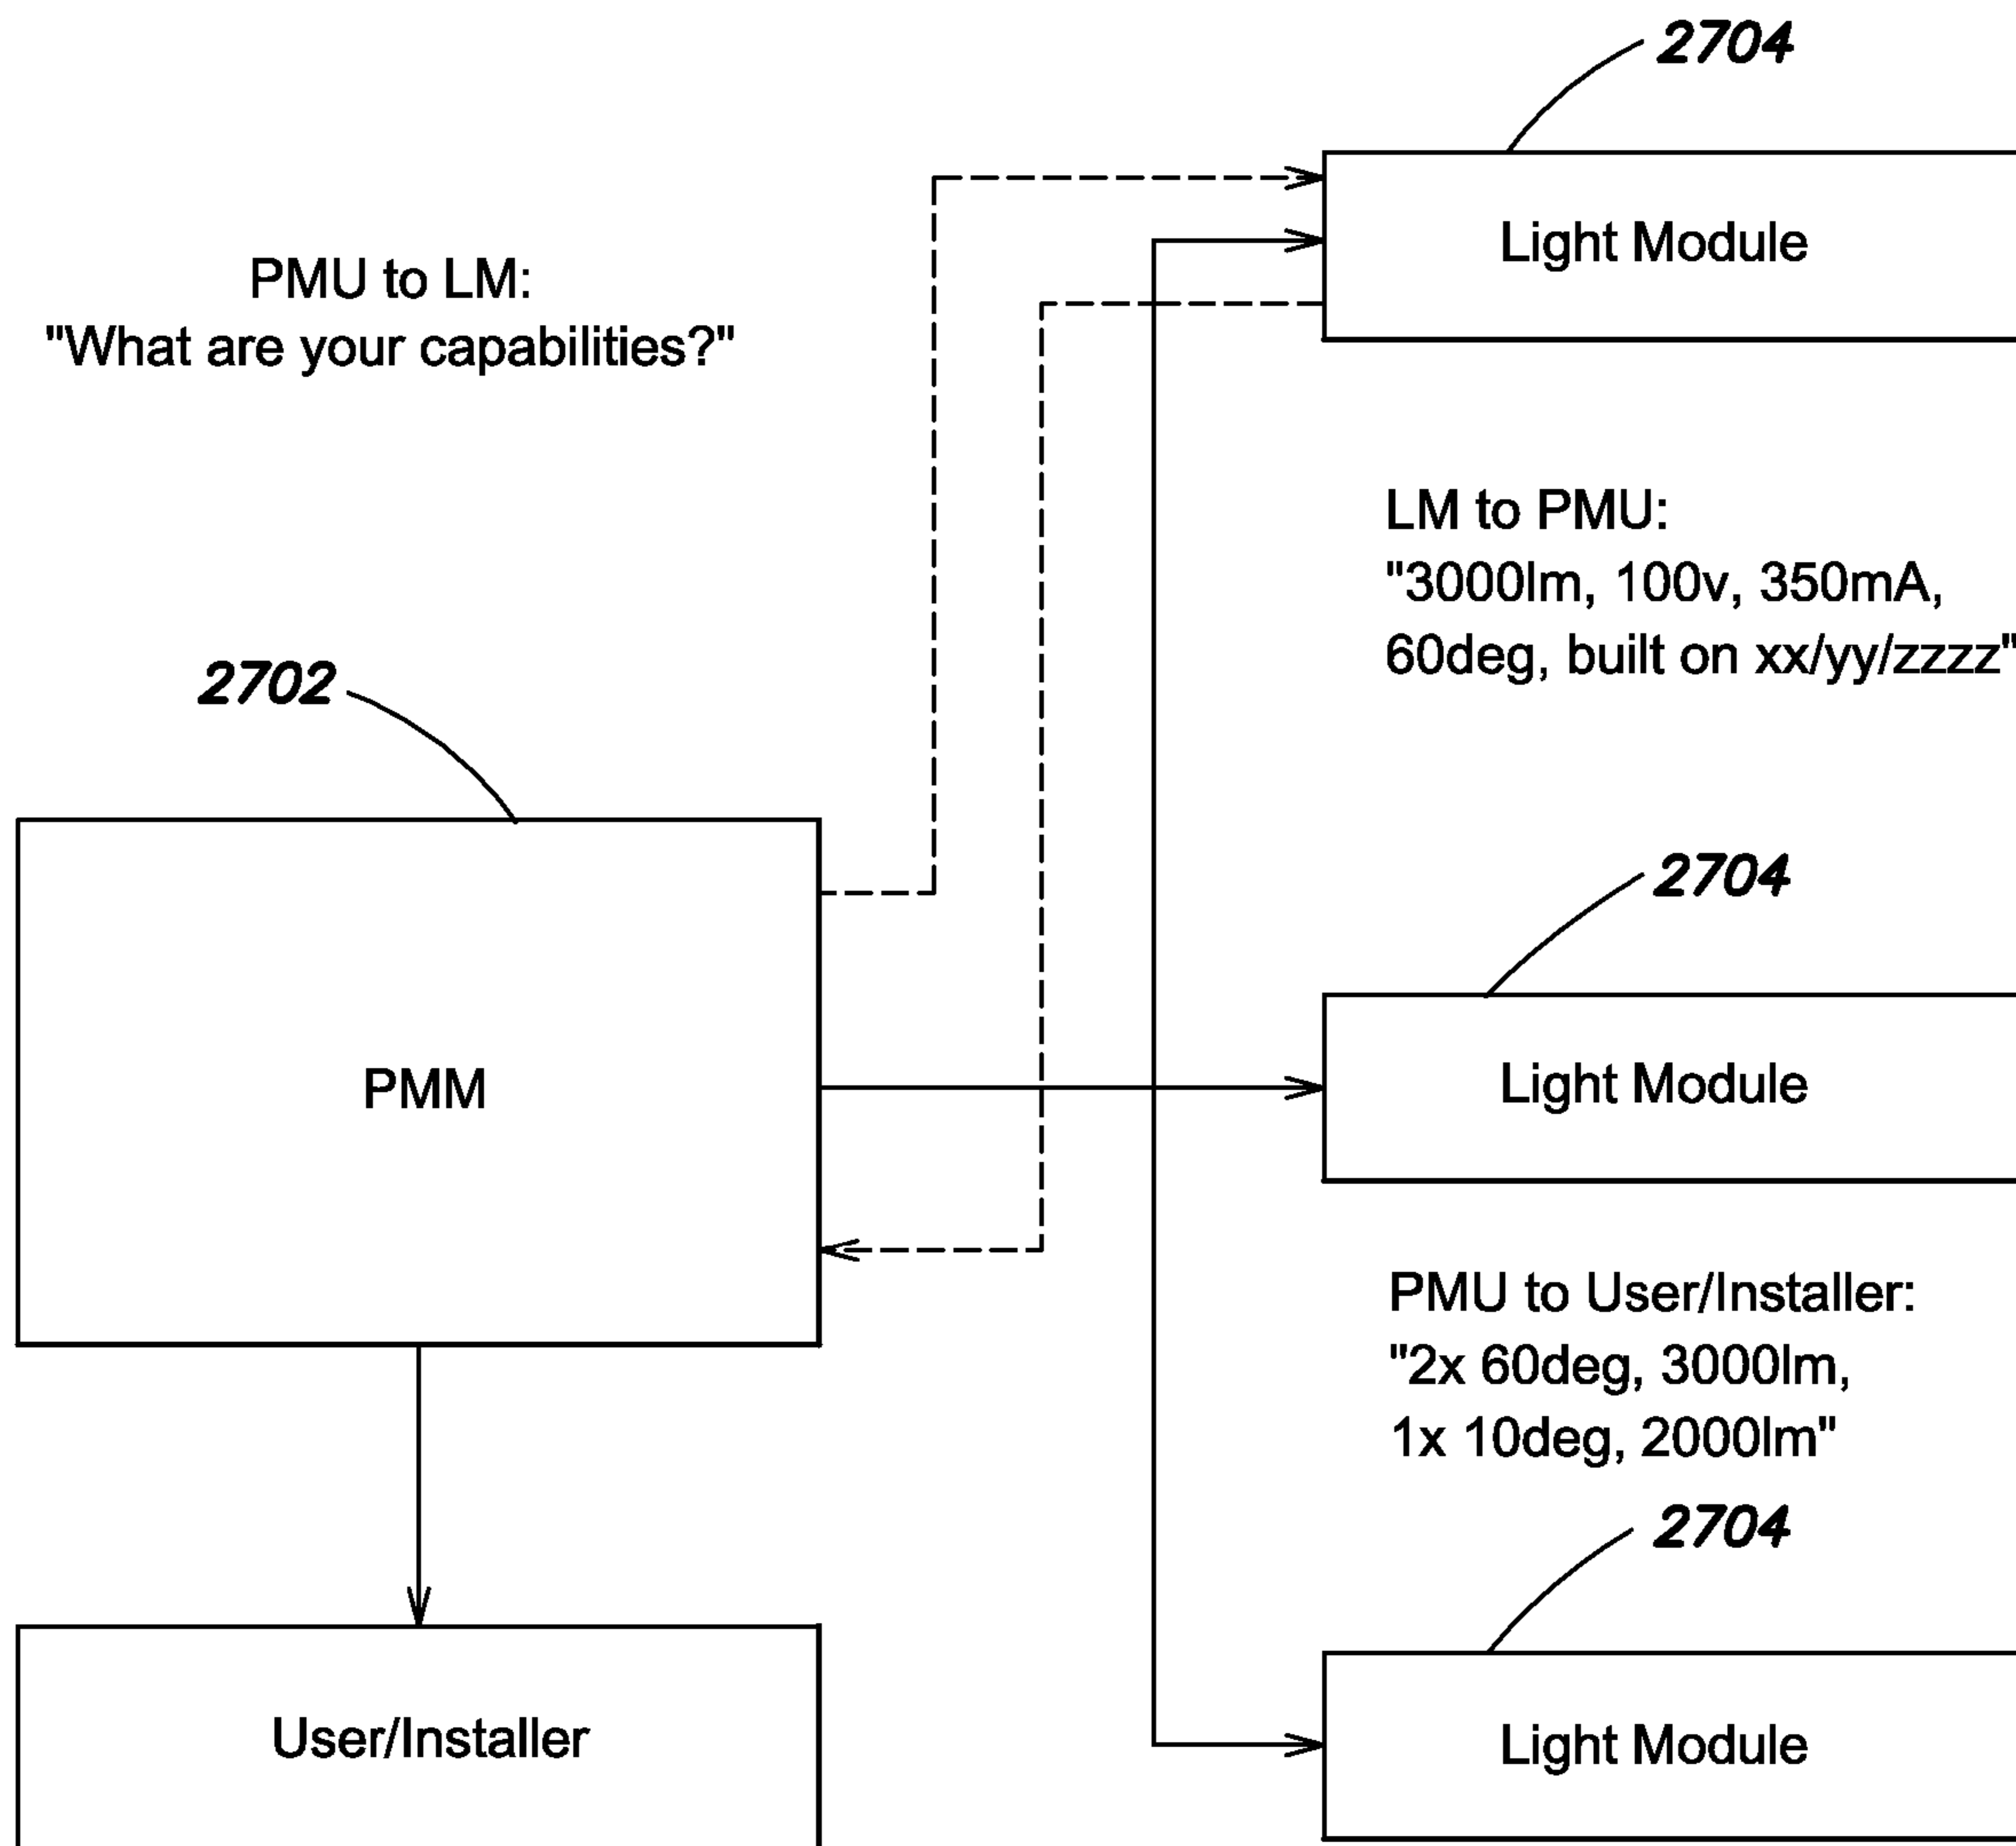 2704
Light Module
PMU to LM:
"What are your capabilities?"
LM to PMU:
"3000lm, 100v, 350mA,
60deg, built on xx/yy/zzzz"
2702
PMM
2704
Light Module
PMU to User/Installer:
"2x 60deg, 3000lm,
1x 10deg, 2000lm"
2704
Light Module
User/Installer